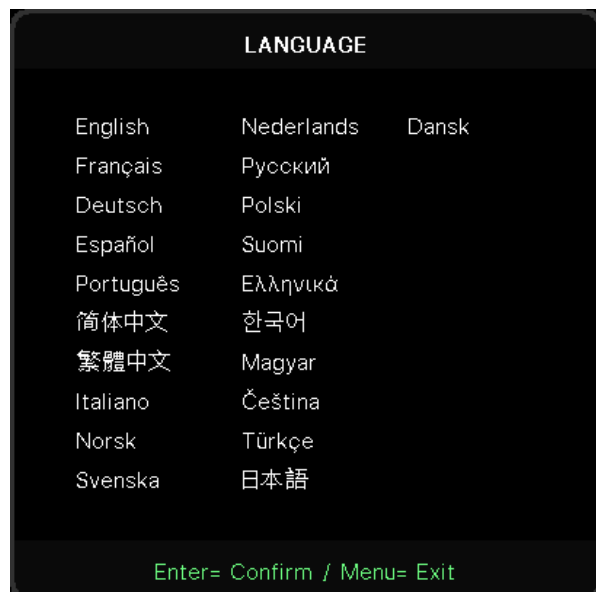 LANGUAGE
English Nederlands Dansk
Français Русский
Deutsch Polski
Español Suomi
Português Ελληνικά
简体中文 한국어
繁體中文 Magyar
Italiano Čeština
Norsk Türkçe
Svenska 日本語
Enter= Confirm / Menu= Exit